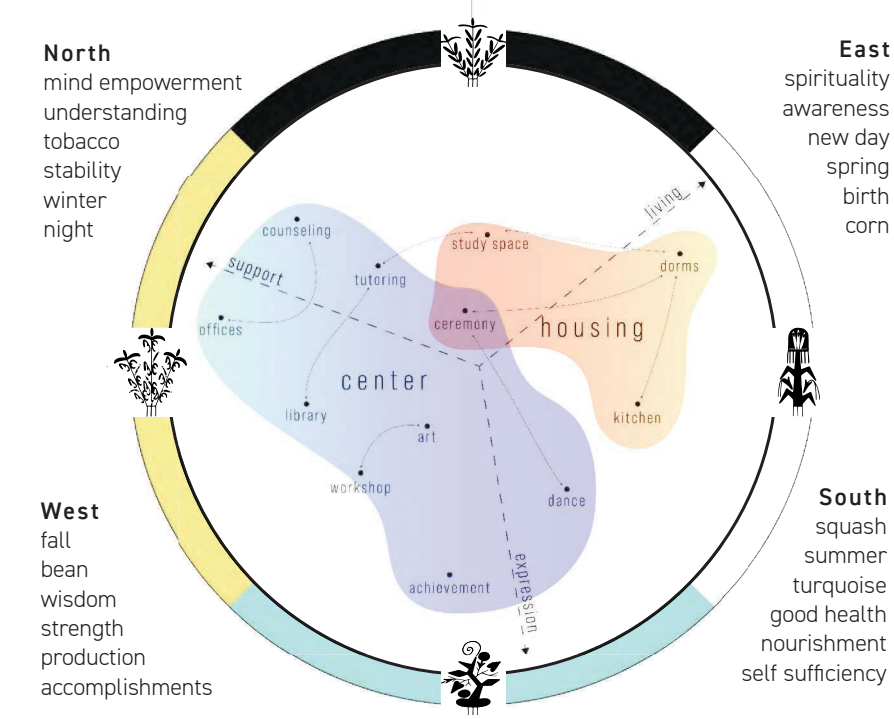 North
mind empowerment
understanding
tobacco
stability
winter
night
East
spirituality
awareness
new day
spring
birth
corn
living
counseling
study space
dorms
support
tutoring
offices
ceremony
housing
center
library
kitchen
art
workshop
dance
achievement
expression
West
fall
bean
wisdom
strength
production
accomplishments
South
squash
summer
turquoise
good health
nourishment
self sufficiency